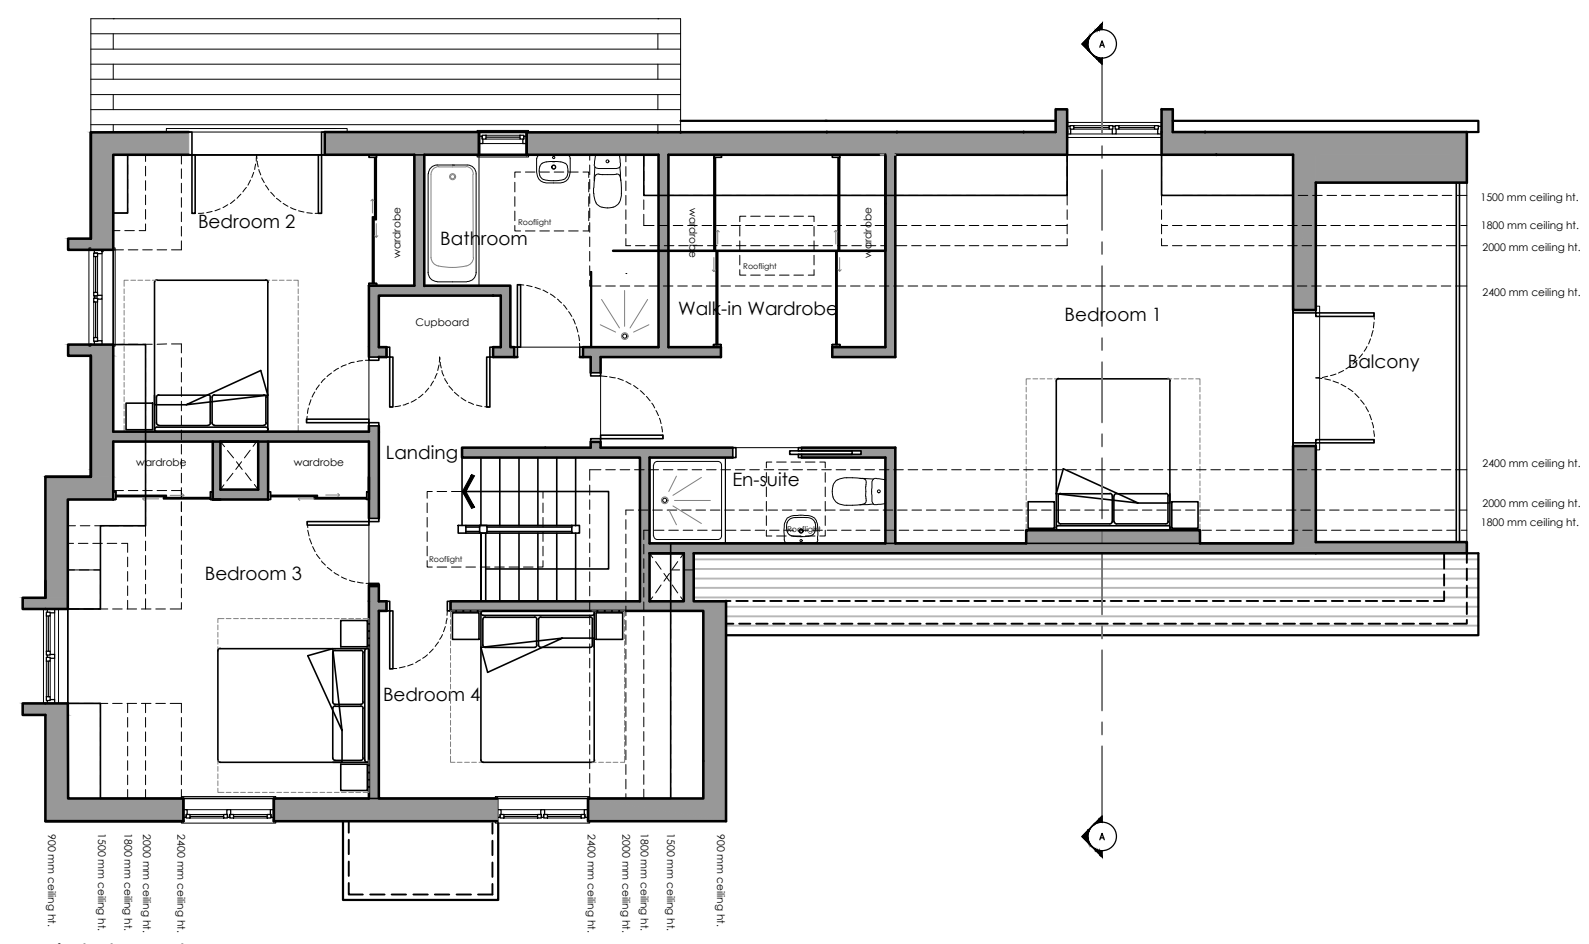 A
1500 mm ceiling ht.
1800 mm ceiling ht.
2000 mm ceiling ht.
2400 mm ceiling ht.
Bedroom 2
wardrobe
Bathroom
Rooflight
wardrobe
wardrobe
Rooflight
Walk-in Wardrobe
Bedroom 1
Cupboard
Balcony
Landing
wardrobe
wardrobe
En-suite
Rooflight
2400 mm ceiling ht.
2000 mm ceiling ht.
1800 mm ceiling ht.
Rooflight
Bedroom 3
Bedroom 4
A
900 mm ceiling ht.
1500 mm ceiling ht.
1800 mm ceiling ht.
2000 mm ceiling ht.
2400 mm ceiling ht.
2400 mm ceiling ht.
2000 mm ceiling ht.
1800 mm ceiling ht.
1500 mm ceiling ht.
900 mm ceiling ht.